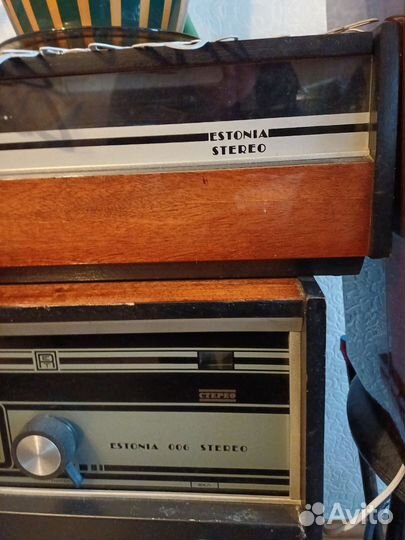 ESTONIA
STEREO
СТЕРЕО
ESTONIA 006 STEREO
Avito